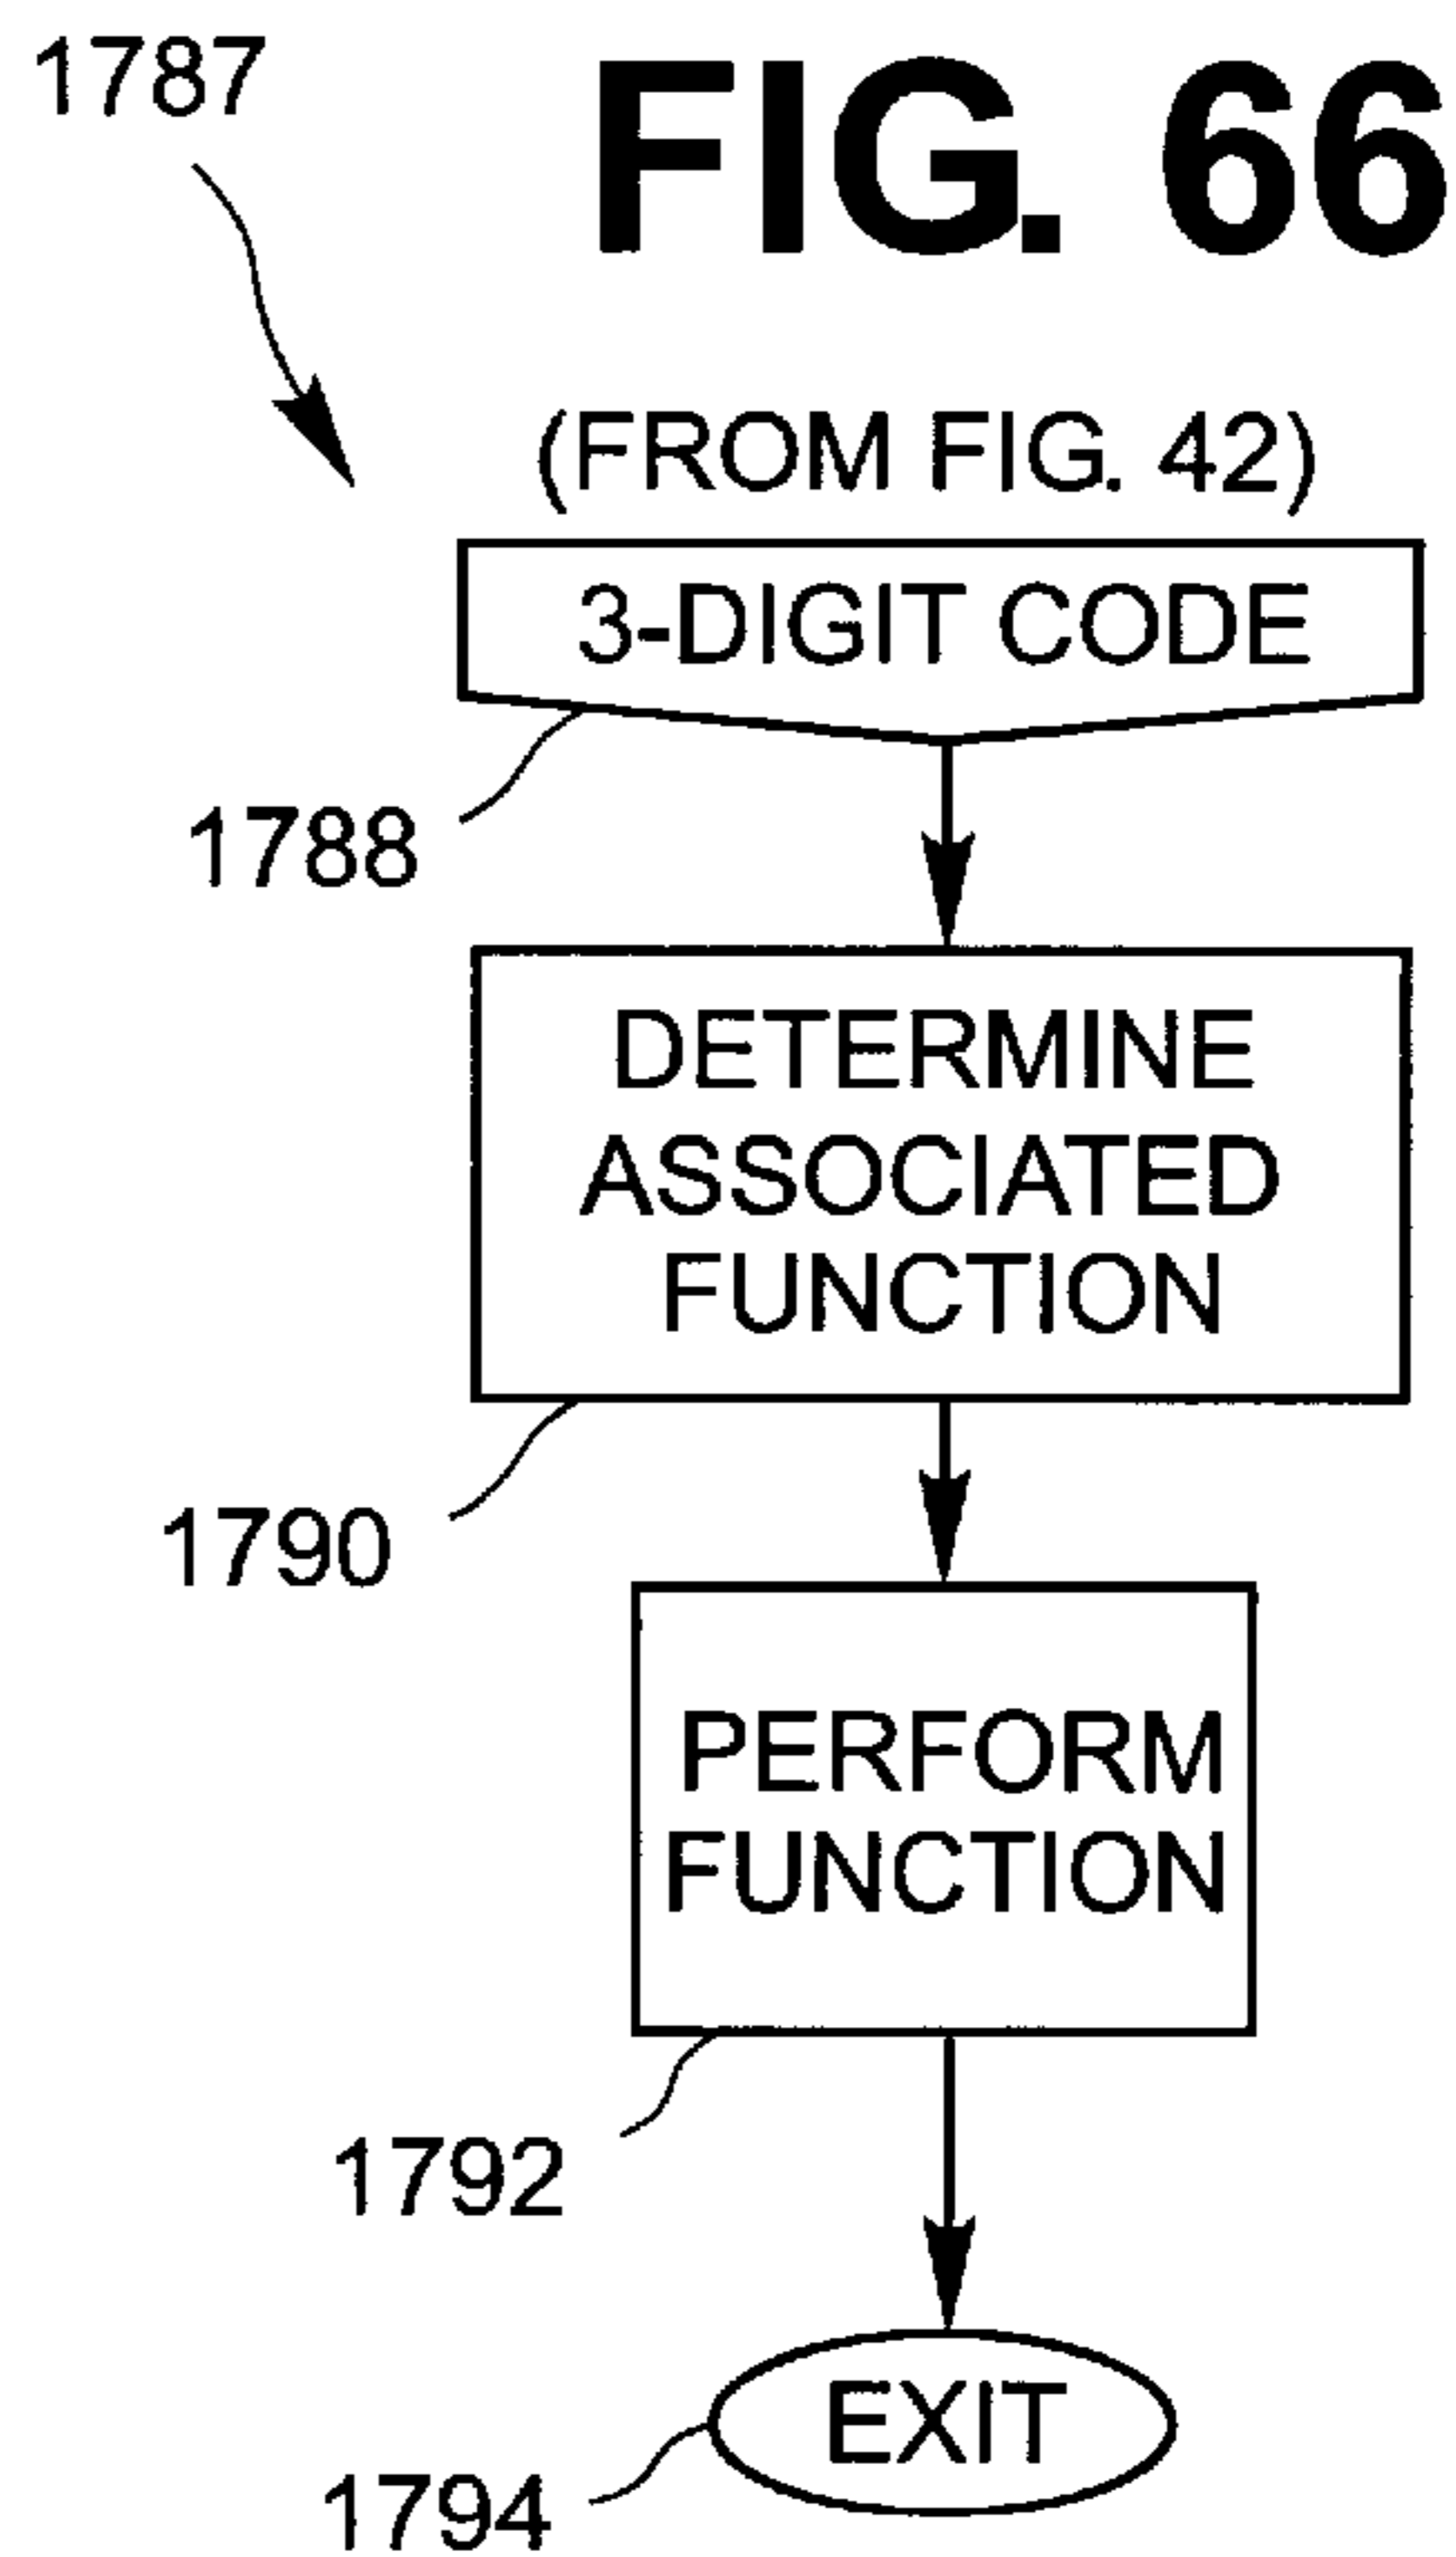 1787
FIG. 66
(FROM FIG. 42)
3-DIGIT CODE
1788
DETERMINE
ASSOCIATED
FUNCTION
1790
PERFORM
FUNCTION
1792
EXIT
1794